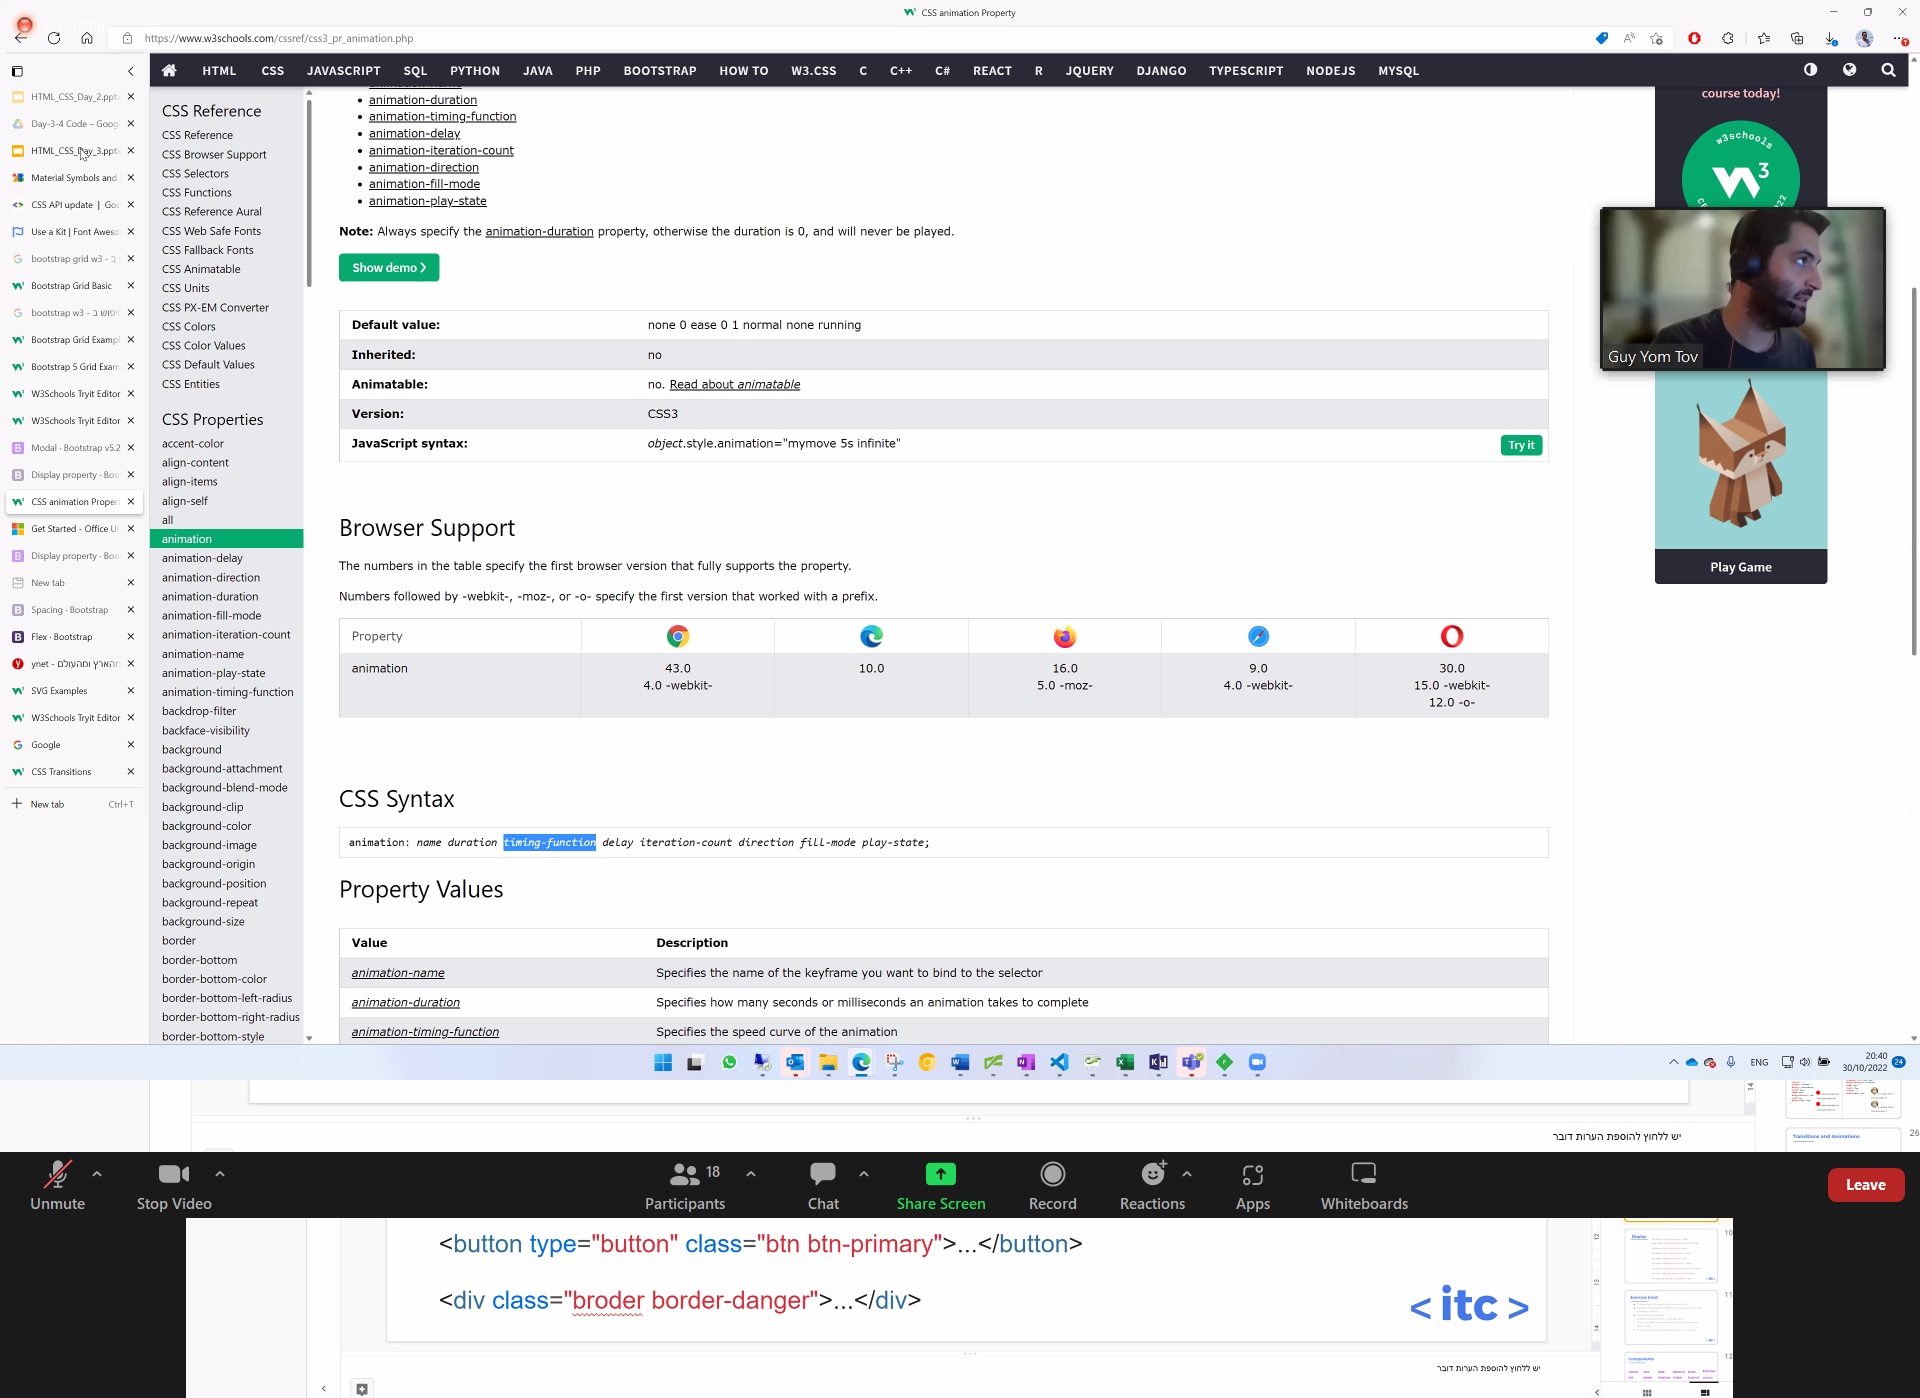 CSS animation Property
https://www.w3schools.com/cssref/css3_pr_animation.php
HTML
CSS
JAVASCRIPT
SQL
PYTHON
JAVA
PHP
BOOTSTRAP
HOW TO
W3.CSS
C
C++
C#
REACT
R
JQUERY
DJANGO
TYPESCRIPT
NODEJS
MYSQL
HTML_CSS_Day_2.ppt
Day-3-4 Code – Goog
HTML_CSS_Day_3.ppt
Material Symbols and
CSS API update | Goo
Use a Kit | Font Aweso
bootstrap grid w3 - ב
Bootstrap Grid Basic
bootstrap w3 - חיפוש ב
Bootstrap Grid Exampl
Bootstrap 5 Grid Exam
W3Schools Tryit Editor
W3Schools Tryit Editor
Modal · Bootstrap v5.2
Display property · Boo
CSS animation Propert
Get Started - Office UI
Display property · Boo
New tab
Spacing · Bootstrap
Flex · Bootstrap
ynet - מהארץ ומהעולם
SVG Examples
W3Schools Tryit Editor
Google
CSS Transitions
New tab Ctrl+T
CSS Reference
CSS Reference
CSS Browser Support
CSS Selectors
CSS Functions
CSS Reference Aural
CSS Web Safe Fonts
CSS Fallback Fonts
CSS Animatable
CSS Units
CSS PX-EM Converter
CSS Colors
CSS Color Values
CSS Default Values
CSS Entities
CSS Properties
accent-color
align-content
align-items
align-self
all
animation
animation-delay
animation-direction
animation-duration
animation-fill-mode
animation-iteration-count
animation-name
animation-play-state
animation-timing-function
backdrop-filter
backface-visibility
background
background-attachment
background-blend-mode
background-clip
background-color
background-image
background-origin
background-position
background-repeat
background-size
border
border-bottom
border-bottom-color
border-bottom-left-radius
border-bottom-right-radius
border-bottom-style
animation-duration
animation-timing-function
animation-delay
animation-iteration-count
animation-direction
animation-fill-mode
animation-play-state
Note: Always specify the animation-duration property, otherwise the duration is 0, and will never be played.
Show demo ❯
Default value: none 0 ease 0 1 normal none running
Inherited: no
Animatable: no. Read about animatable
Version: CSS3
JavaScript syntax: object.style.animation="mymove 5s infinite"
Try it
Browser Support
The numbers in the table specify the first browser version that fully supports the property.
Numbers followed by -webkit-, -moz-, or -o- specify the first version that worked with a prefix.
Property
animation 43.0 10.0 16.0 9.0 30.0
4.0 -webkit- 5.0 -moz- 4.0 -webkit- 15.0 -webkit-
12.0 -o-
CSS Syntax
animation: name duration timing-function delay iteration-count direction fill-mode play-state;
Property Values
Value Description
animation-name Specifies the name of the keyframe you want to bind to the selector
animation-duration Specifies how many seconds or milliseconds an animation takes to complete
animation-timing-function Specifies the speed curve of the animation
course today!
w3schools
W3
Guy Yom Tov
Play Game
ENG
20:40
30/10/2022
24
יש ללחוץ להוספת הערות דובר
Transitions and Animations
26
Unmute
Stop Video
18
Participants
Chat
Share Screen
Record
Reactions
Apps
Whiteboards
Leave
<button type="button" class="btn btn-primary">...</button>
<div class="broder border-danger">...</div>
<itc>
יש ללחוץ להוספת הערות דובר
Display
10
Exercise Email
11
Components
12